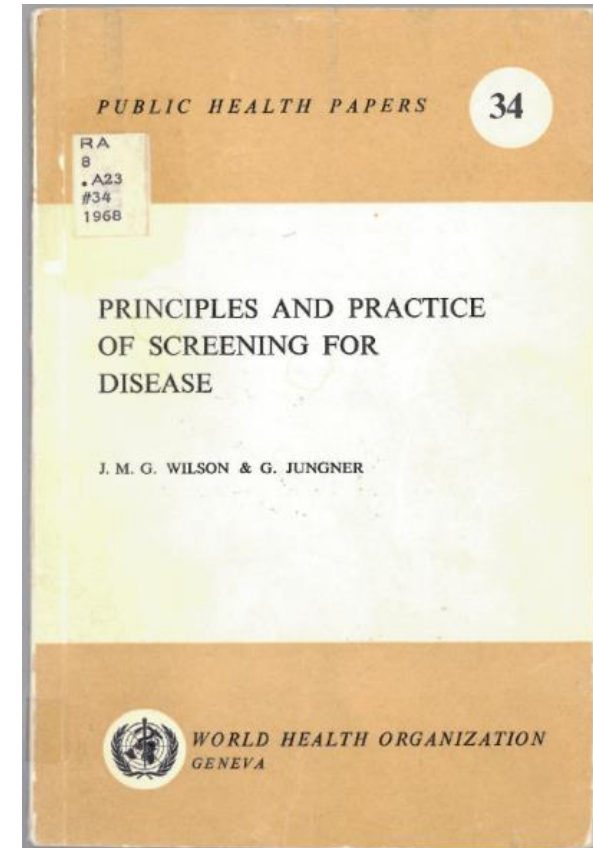 PUBLIC HEALTH PAPERS
34
RA
8
.A23
#34
1968
PRINCIPLES AND PRACTICE
OF SCREENING FOR
DISEASE
J. M. G. WILSON & G. JUNGNER
WORLD HEALTH ORGANIZATION
GENEVA